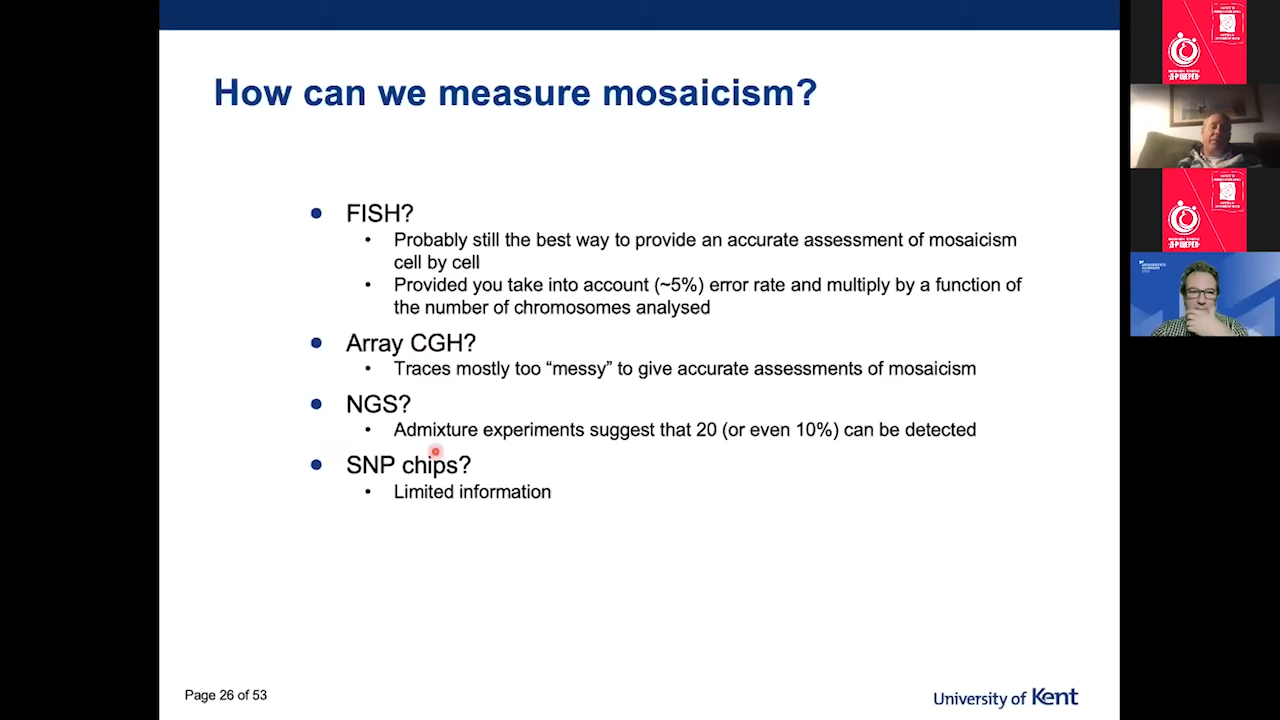 How can we measure mosaicism?
• FISH?
• Probably still the best way to provide an accurate assessment of mosaicism
cell by cell
• Provided you take into account (~5%) error rate and multiply by a function of
the number of chromosomes analysed
• Array CGH?
• Traces mostly too “messy” to give accurate assessments of mosaicism
• NGS?
• Admixture experiments suggest that 20 (or even 10%) can be detected
• SNP chips?
• Limited information
Page 26 of 53
University of Kent
Д-Р ЩЕРЕВ
Д-Р ЩЕРЕВ